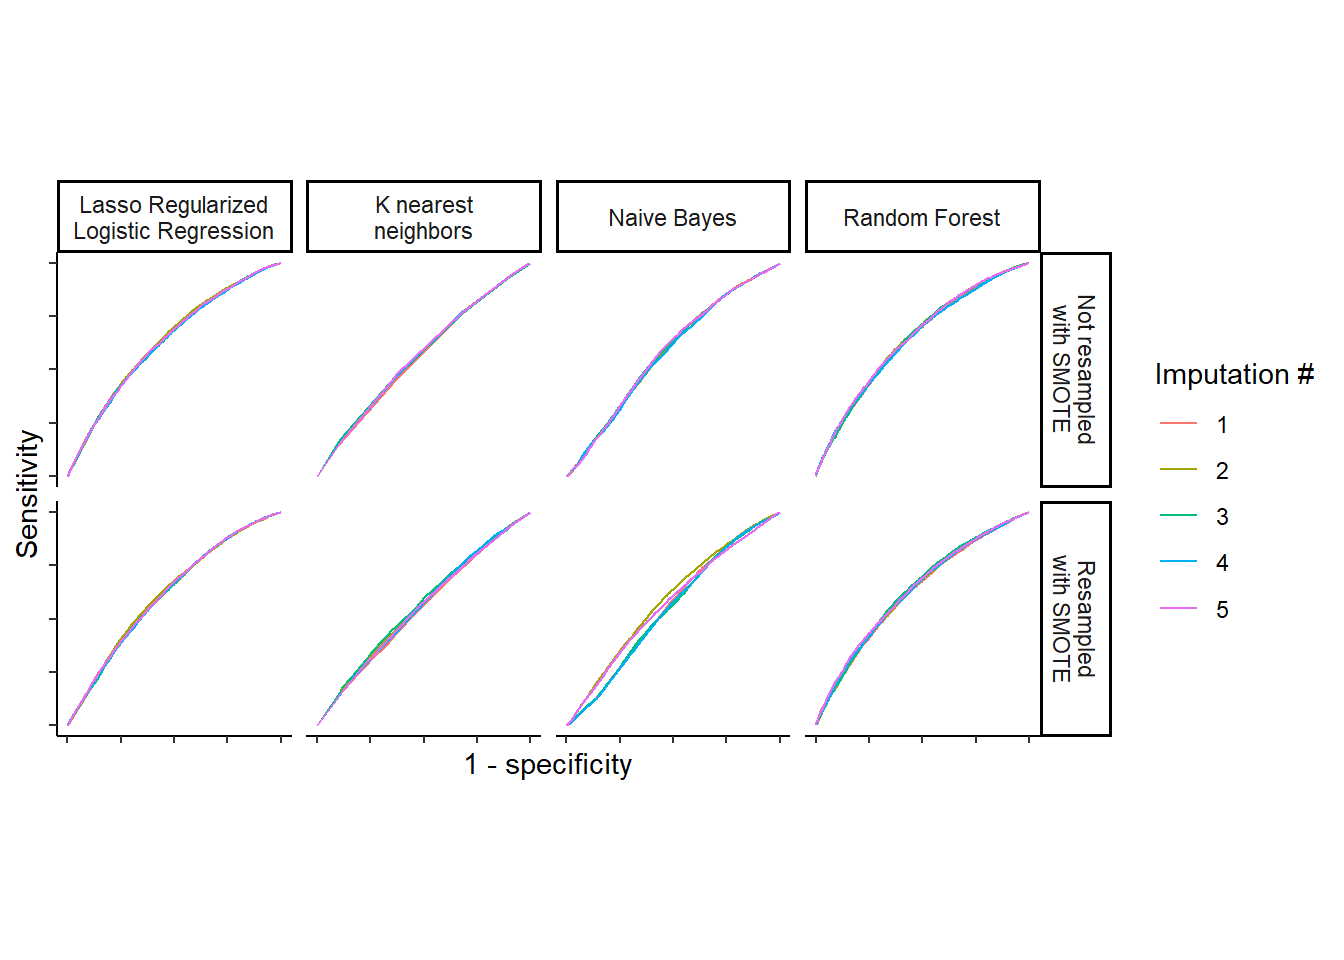 Lasso Regularized
Logistic Regression
K nearest
neighbors
Naive Bayes
Random Forest
Not resampled
with SMOTE
Resampled
with SMOTE
Sensitivity
1 - specificity
Imputation #
1
2
3
4
5